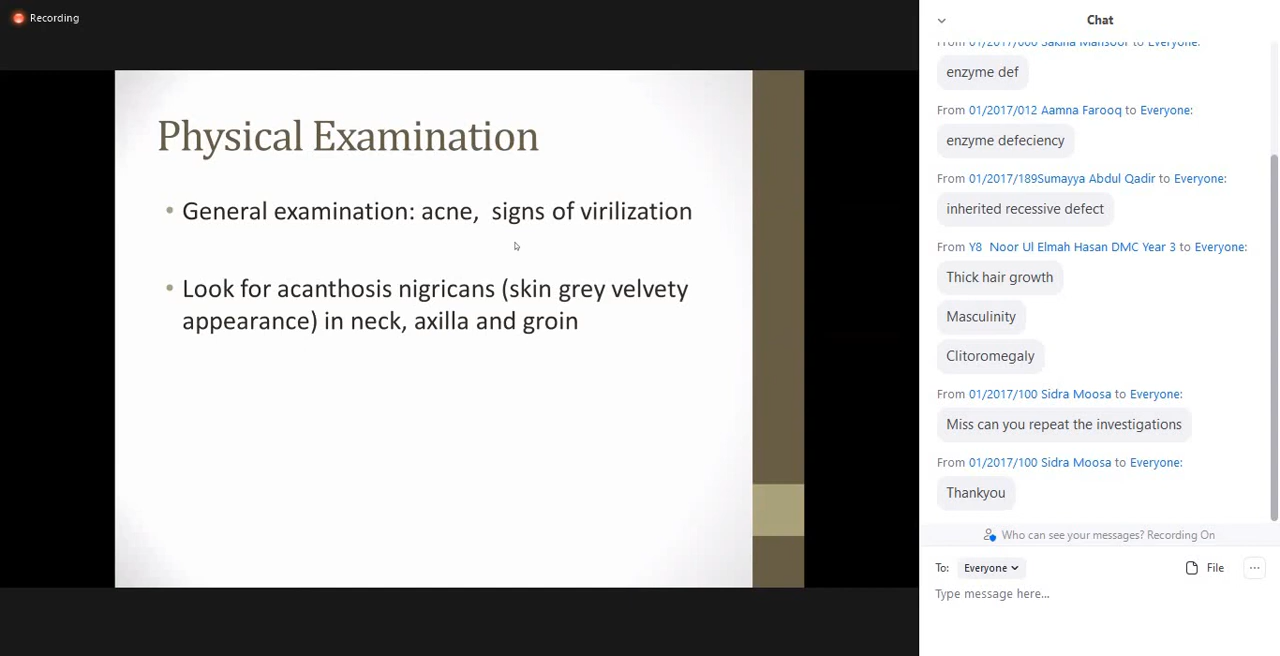 Recording
Physical Examination
• General examination: acne, signs of virilization
• Look for acanthosis nigricans (skin grey velvety
appearance) in neck, axilla and groin
Chat
From 01/2017/060 Sakina Mansoor to Everyone:
enzyme def
From 01/2017/012 Aamna Farooq to Everyone:
enzyme defeciency
From 01/2017/189Sumayya Abdul Qadir to Everyone:
inherited recessive defect
From Y8 Noor Ul Elmah Hasan DMC Year 3 to Everyone:
Thick hair growth
Masculinity
Clitoromegaly
From 01/2017/100 Sidra Moosa to Everyone:
Miss can you repeat the investigations
From 01/2017/100 Sidra Moosa to Everyone:
Thankyou
Who can see your messages? Recording On
To: Everyone File ...
Type message here...